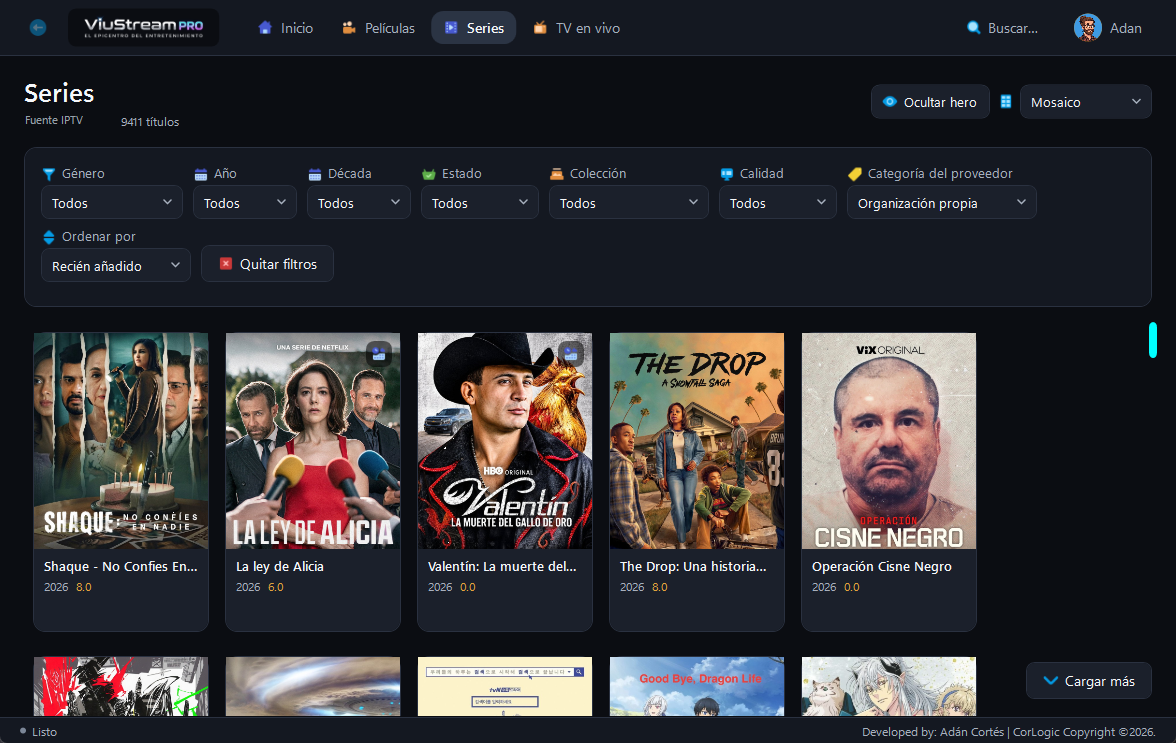 ViuStream PRO
EL EPICENTRO DEL ENTRETENIMIENTO
Inicio
Películas
Series
TV en vivo
Buscar...
Adan
Series
Fuente IPTV
9411 títulos
Ocultar hero
Mosaico
Género
Año
Década
Estado
Colección
Calidad
Categoría del proveedor
Todos
Todos
Todos
Todos
Todos
Todos
Organización propia
Ordenar por
Recién añadido
Quitar filtros
SHAQUE: NO CONFÍES
EN NADIE
UNA SERIE DE NETFLIX
LA LEY DE ALICIA
HBO ORIGINAL
Valentín
LA MUERTE DEL GALLO DE ORO
THE DROP
A SNOWFALL SAGA
ViX ORIGINAL
OPERACIÓN
CISNE NEGRO
Shaque - No Confies En...
2026 8.0
La ley de Alicia
2026 6.0
Valentín: La muerte del...
2026 0.0
The Drop: Una historia...
2026 8.0
Operación Cisne Negro
2026 0.0
Good Bye, Dragon Life
Cargar más
Listo
Developed by: Adán Cortés | CorLogic Copyright ©2026.